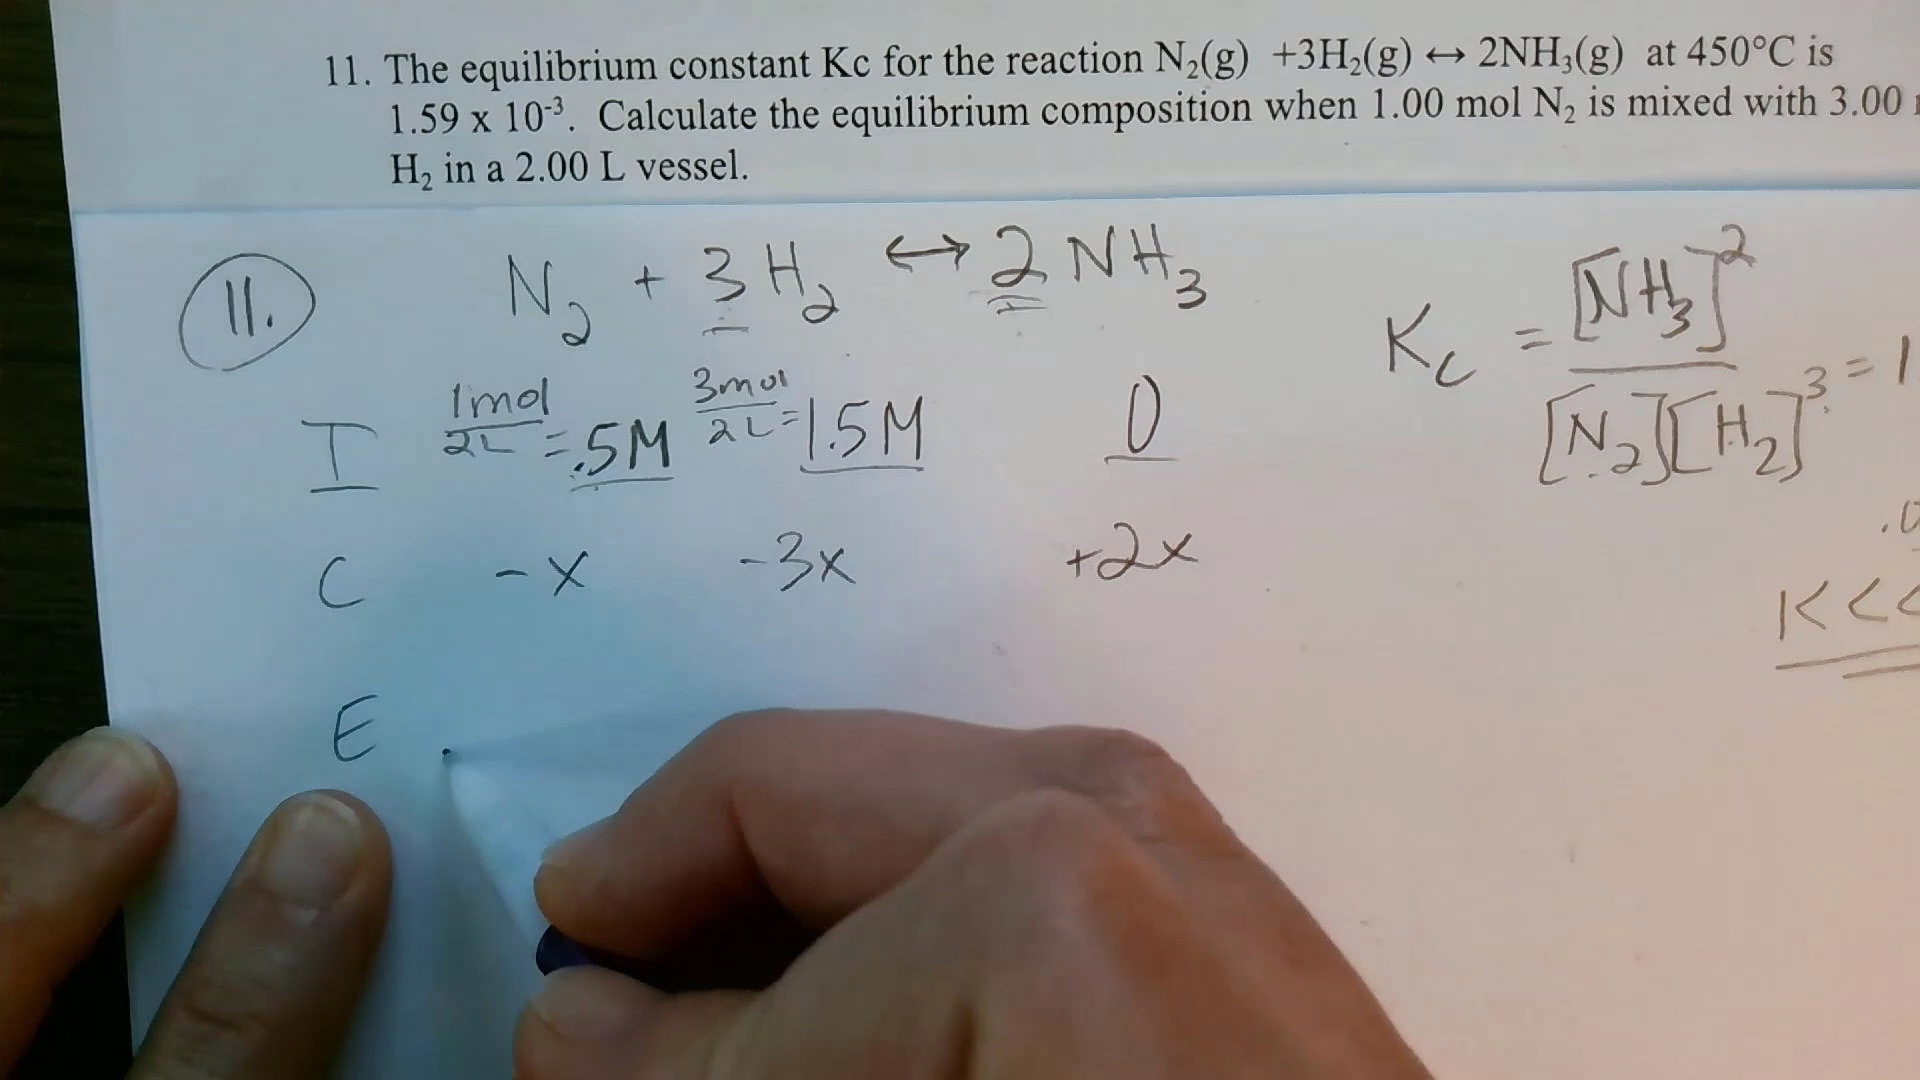 11. The equilibrium constant Kc for the reaction N₂(g) +3H₂(g) ↔ 2NH₃(g) at 450°C is
1.59 x 10⁻³. Calculate the equilibrium composition when 1.00 mol N₂ is mixed with 3.00
H₂ in a 2.00 L vessel.
11. N₂ + 3H₂ ↔ 2NH₃
Kc = [NH₃]² / [N₂][H₂]³ = 1
I 1mol/2L = .5M 3mol/2L = 1.5M 0
C -x -3x +2x
K <<
E